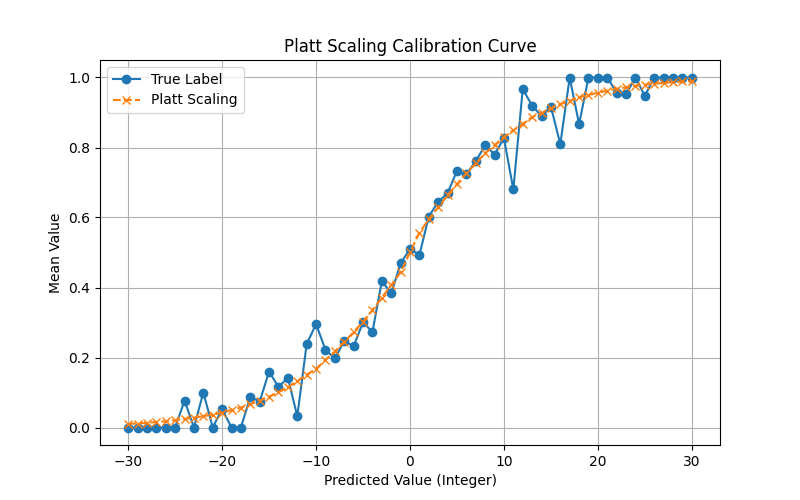 Platt Scaling Calibration Curve
True Label
Platt Scaling
Mean Value
1.0
0.8
0.6
0.4
0.2
0.0
−30
−20
−10
0
10
20
30
Predicted Value (Integer)